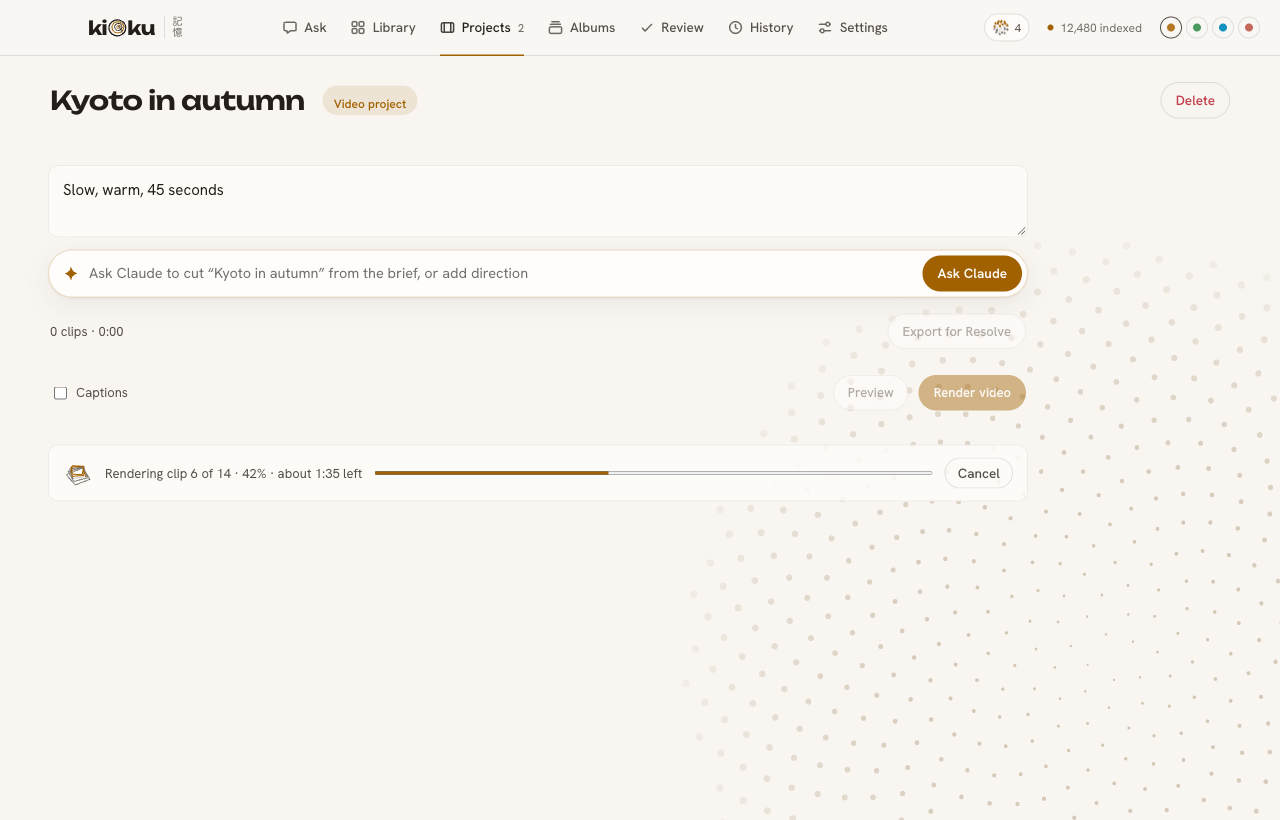 kioku 記憶
Ask
Library
Projects 2
Albums
Review
History
Settings
4
12,480 indexed
Kyoto in autumn
Video project
Delete
Slow, warm, 45 seconds
Ask Claude to cut “Kyoto in autumn” from the brief, or add direction
Ask Claude
0 clips · 0:00
Export for Resolve
Captions
Preview
Render video
Rendering clip 6 of 14 · 42% · about 1:35 left
Cancel